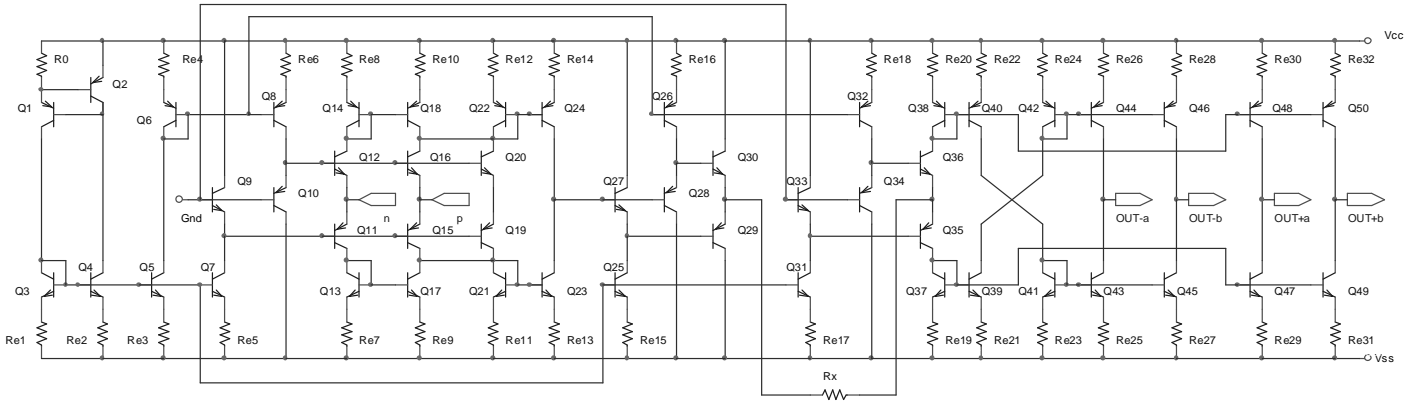 Vcc
R0 Re4 Re6 Re8 Re10 Re12 Re14 Re16 Re18 Re20 Re22 Re24 Re26 Re28 Re30 Re32
Q2 Q8 Q14 Q18 Q22 Q24 Q26 Q32 Q38 Q40 Q42 Q44 Q46 Q48 Q50
Q1 Q6
Q12 Q16 Q20 Q30 Q36
Q9 Q10 Q27 Q28 Q33 Q34
Gnd n p OUT-a OUT-b OUT+a OUT+b
Q11 Q15 Q19 Q29 Q35
Q4 Q5 Q7 Q25 Q31
Q3 Q13 Q17 Q21 Q23 Q37 Q39 Q41 Q43 Q45 Q47 Q49
Re1 Re2 Re3 Re5 Re7 Re9 Re11 Re13 Re15 Re17 Re19 Re21 Re23 Re25 Re27 Re29 Re31
Vss
Rx